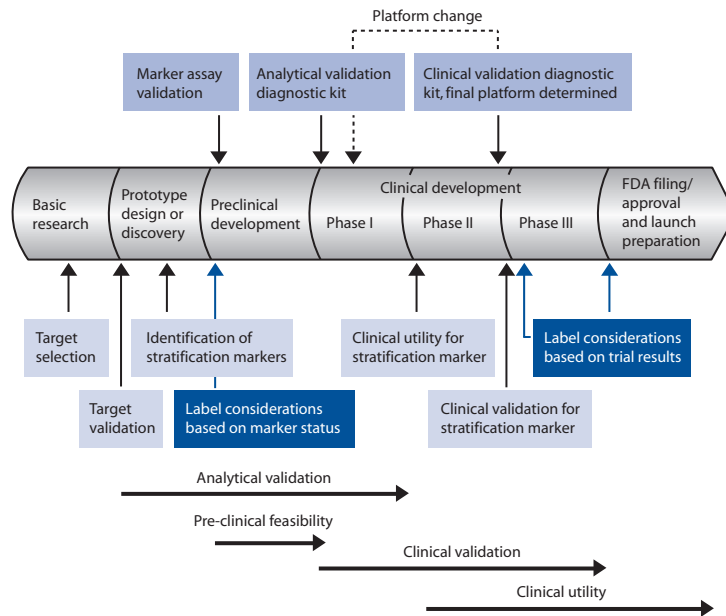 Platform change
Marker assay
validation
Analytical validation
diagnostic kit
Clinical validation diagnostic
kit, final platform determined
Basic
research
Prototype
design or
discovery
Preclinical
development
Clinical development
Phase I
Phase II
Phase III
FDA filing/
approval
and launch
preparation
Target
selection
Identification of
stratification markers
Clinical utility for
stratification marker
Label considerations
based on trial results
Target
validation
Label considerations
based on marker status
Clinical validation for
stratification marker
Analytical validation
Pre-clinical feasibility
Clinical validation
Clinical utility